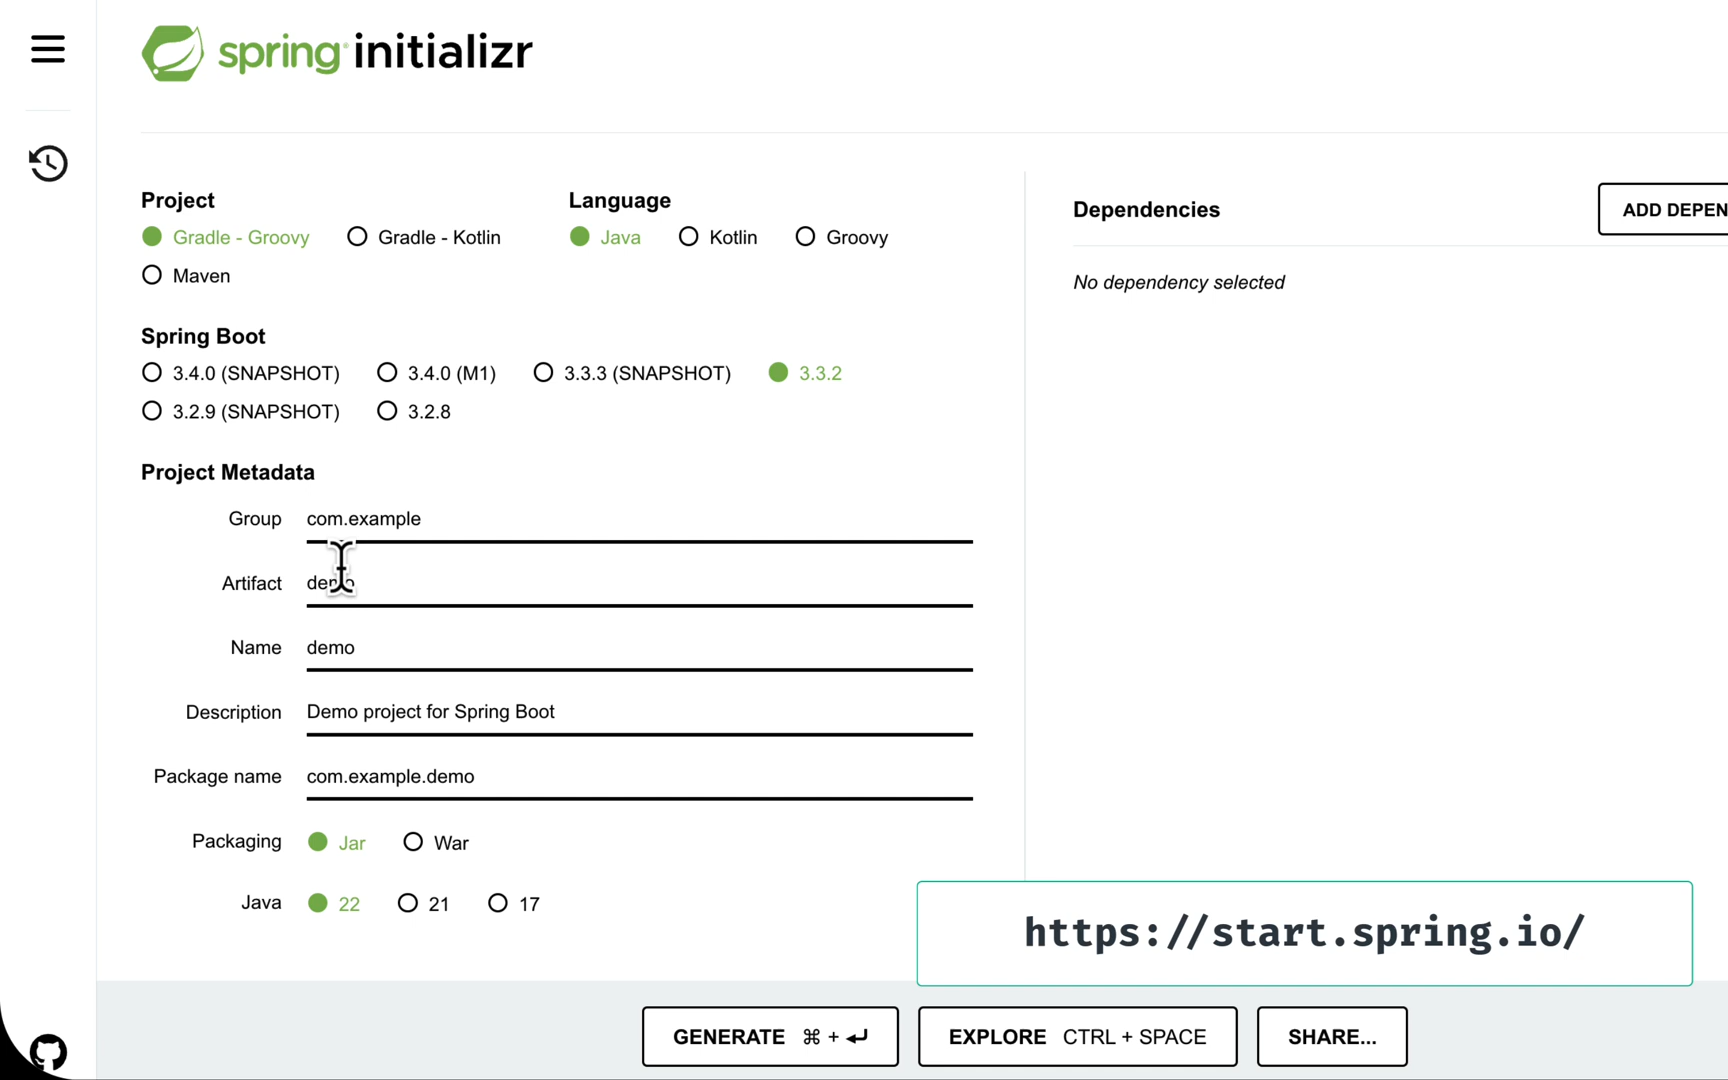 spring initializr
Project
Gradle - Groovy
Gradle - Kotlin
Maven
Language
Java
Kotlin
Groovy
Spring Boot
3.4.0 (SNAPSHOT)
3.4.0 (M1)
3.3.3 (SNAPSHOT)
3.3.2
3.2.9 (SNAPSHOT)
3.2.8
Project Metadata
Group com.example
Artifact demo
Name demo
Description Demo project for Spring Boot
Package name com.example.demo
Packaging Jar War
Java 22 21 17
Dependencies
ADD DEPEN
No dependency selected
https://start.spring.io/
GENERATE ⌘ + ↵
EXPLORE CTRL + SPACE
SHARE...